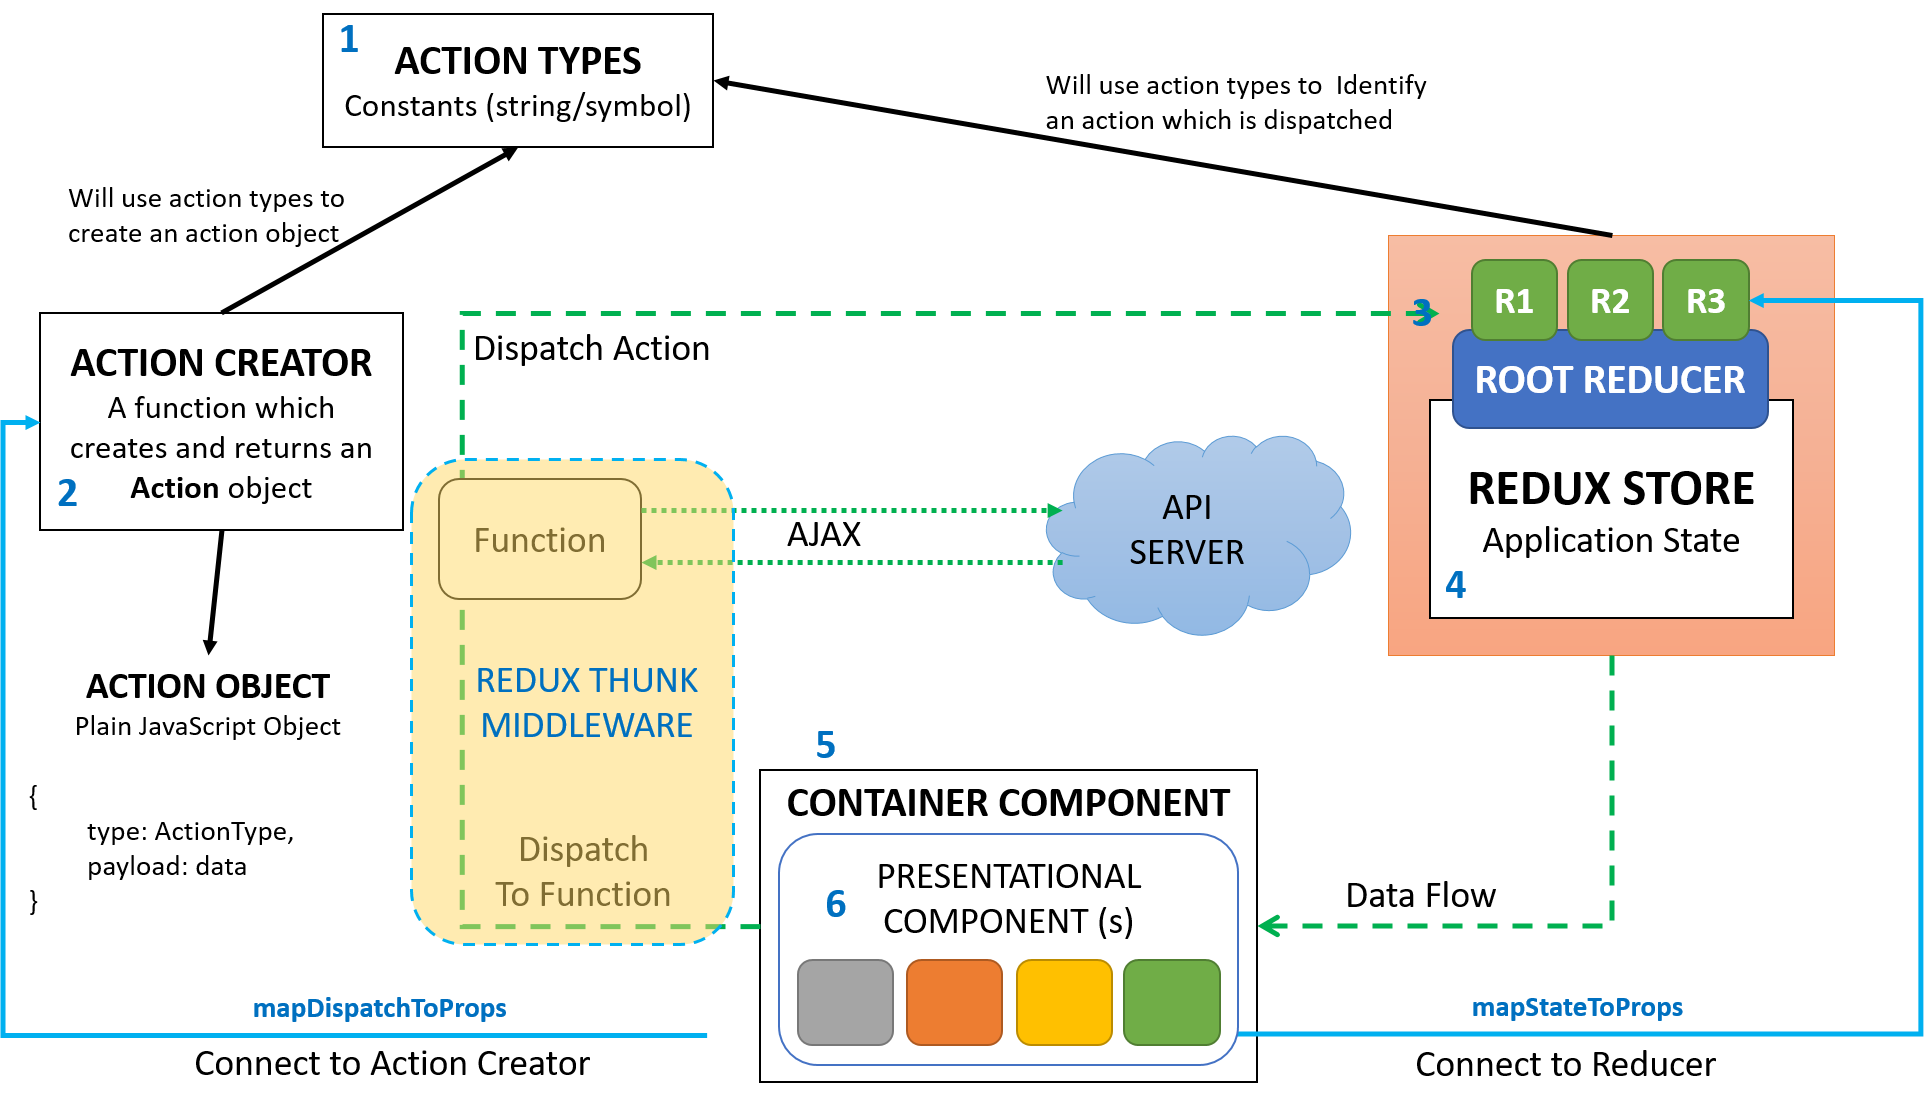 1
ACTION TYPES
Constants (string/symbol)
Will use action types to Identify
an action which is dispatched
Will use action types to
create an action object
3
R1 R2 R3
ROOT REDUCER
Dispatch Action
ACTION CREATOR
A function which
creates and returns an
Action object
2
REDUX STORE
Application State
4
Function
AJAX
API
SERVER
ACTION OBJECT
Plain JavaScript Object
{
type: ActionType,
payload: data
}
REDUX THUNK
MIDDLEWARE
Dispatch
To Function
5
CONTAINER COMPONENT
6
PRESENTATIONAL
COMPONENT (s)
Data Flow
mapDispatchToProps
Connect to Action Creator
mapStateToProps
Connect to Reducer